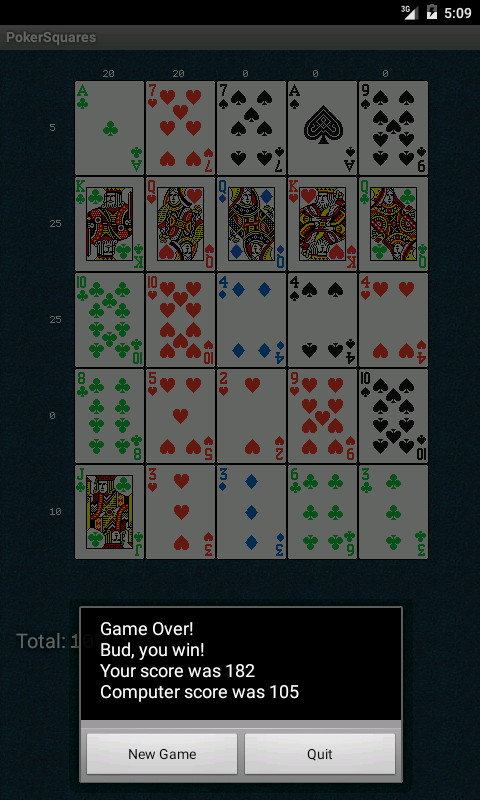 3G 5:09
PokerSquares
20 20 0 0 0
5 A 7 7 A 9
A 7 7 A 9
25 K Q Q K Q
K Q Q K Q
25 10 10 4 4 4
10 10 4 4 4
0 8 5 2 9 10
8 5 2 9 10
10 J 3 3 6 3
J 3 3 6 3
Total: 10
Game Over!
Bud, you win!
Your score was 182
Computer score was 105
New Game Quit